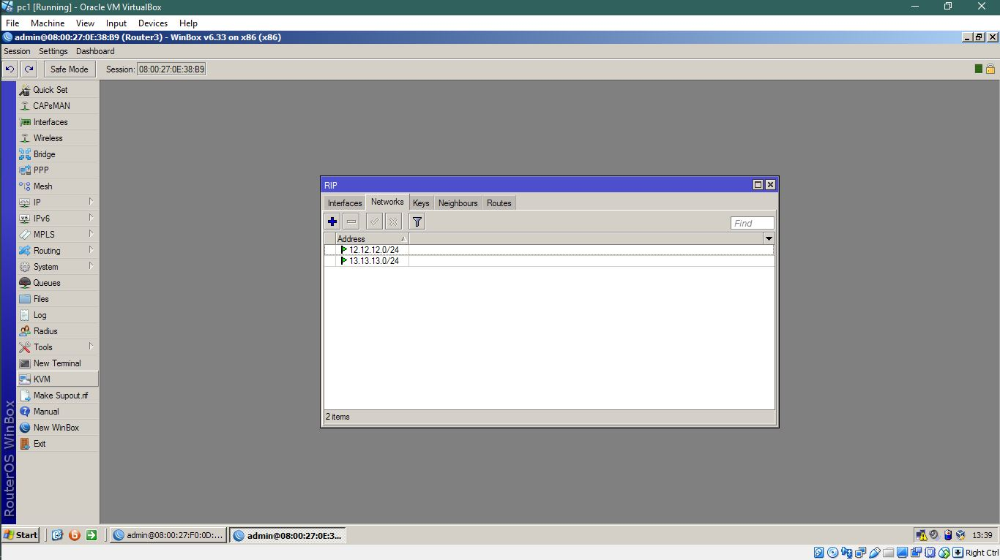 pc1 [Running] - Oracle VM VirtualBox
File Machine View Input Devices Help
admin@08:00:27:0E:38:B9 (Router3) - WinBox v6.33 on x86 (x86)
Session Settings Dashboard
Safe Mode Session: 08:00:27:0E:38:B9
Quick Set
CAPsMAN
Interfaces
Wireless
Bridge
PPP
Mesh
IP
IPv6
MPLS
Routing
System
Queues
Files
Log
Radius
Tools
New Terminal
KVM
Make Supout.rif
Manual
New WinBox
Exit
RouterOS WinBox
RIP
Interfaces Networks Keys Neighbours Routes
Find
Address
12.12.12.0/24
13.13.13.0/24
2 items
Start admin@08:00:27:F0:0D:... admin@08:00:27:0E:3... 13:39
Right Ctrl